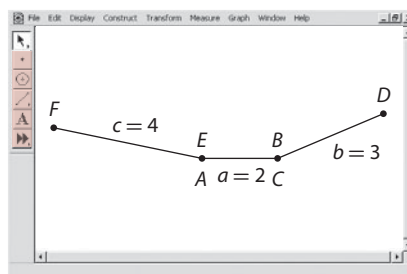 File Edit Display Construct Transform Measure Graph Window Help
D
F
c = 4
E B
b = 3
A a = 2 C
A